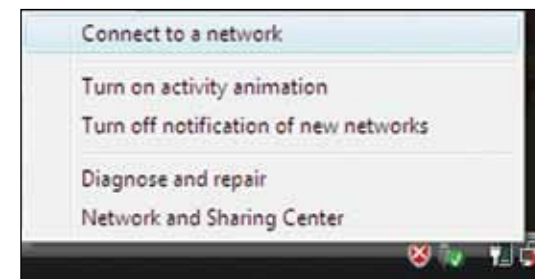 Connect to a network
Turn on activity animation
Turn off notification of new networks
Diagnose and repair
Network and Sharing Center